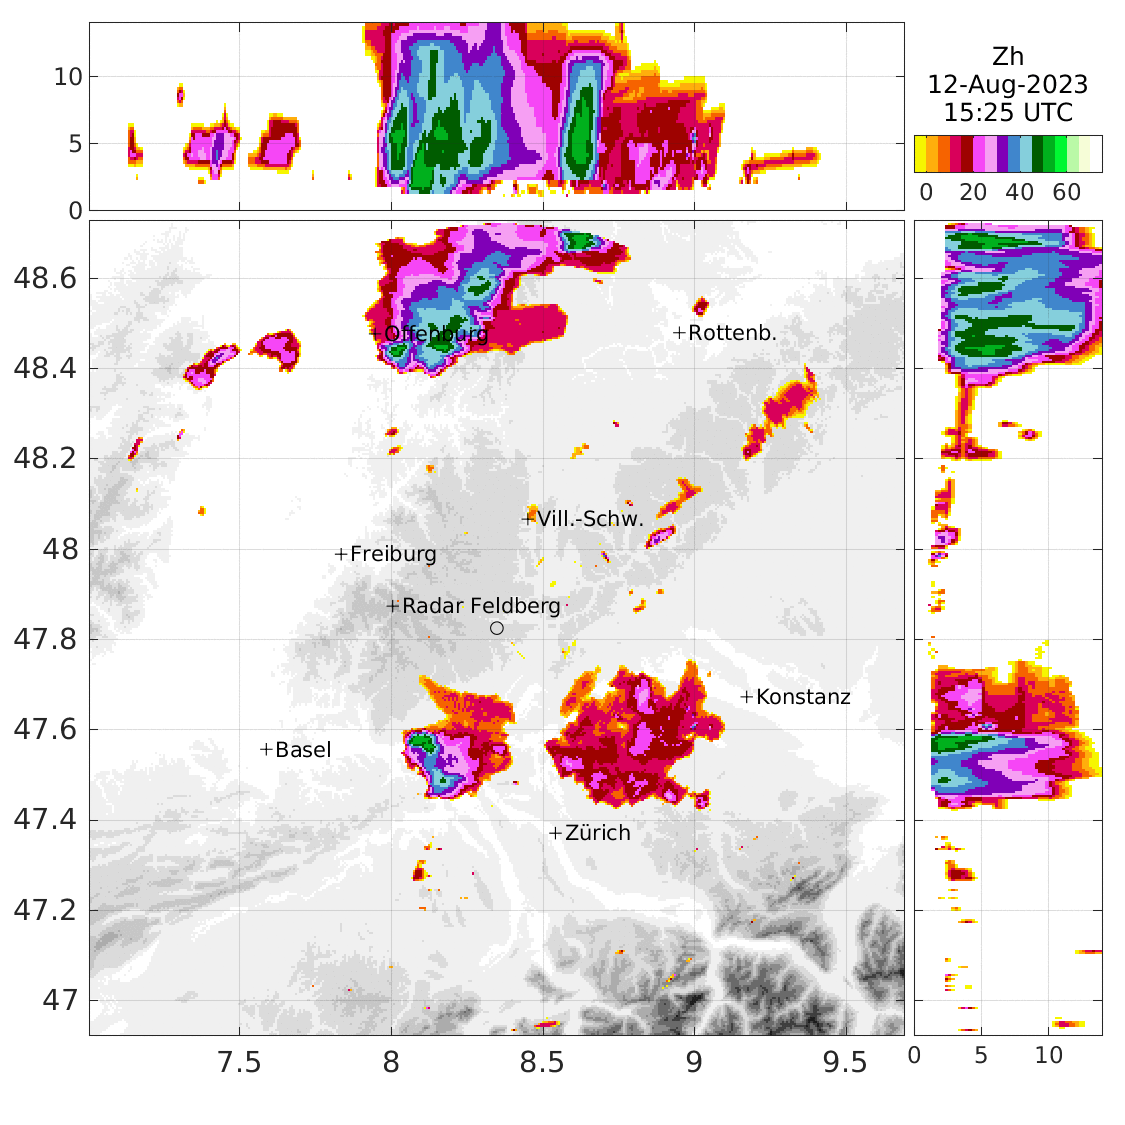 Zh
12-Aug-2023
15:25 UTC
0 20 40 60
10
5
0
48.6
48.4
48.2
48
47.8
47.6
47.4
47.2
47
Offenburg
Rottenb.
Vill.-Schw.
Freiburg
Radar Feldberg
Konstanz
Basel
Zürich
7.5 8 8.5 9 9.5
0 5 10